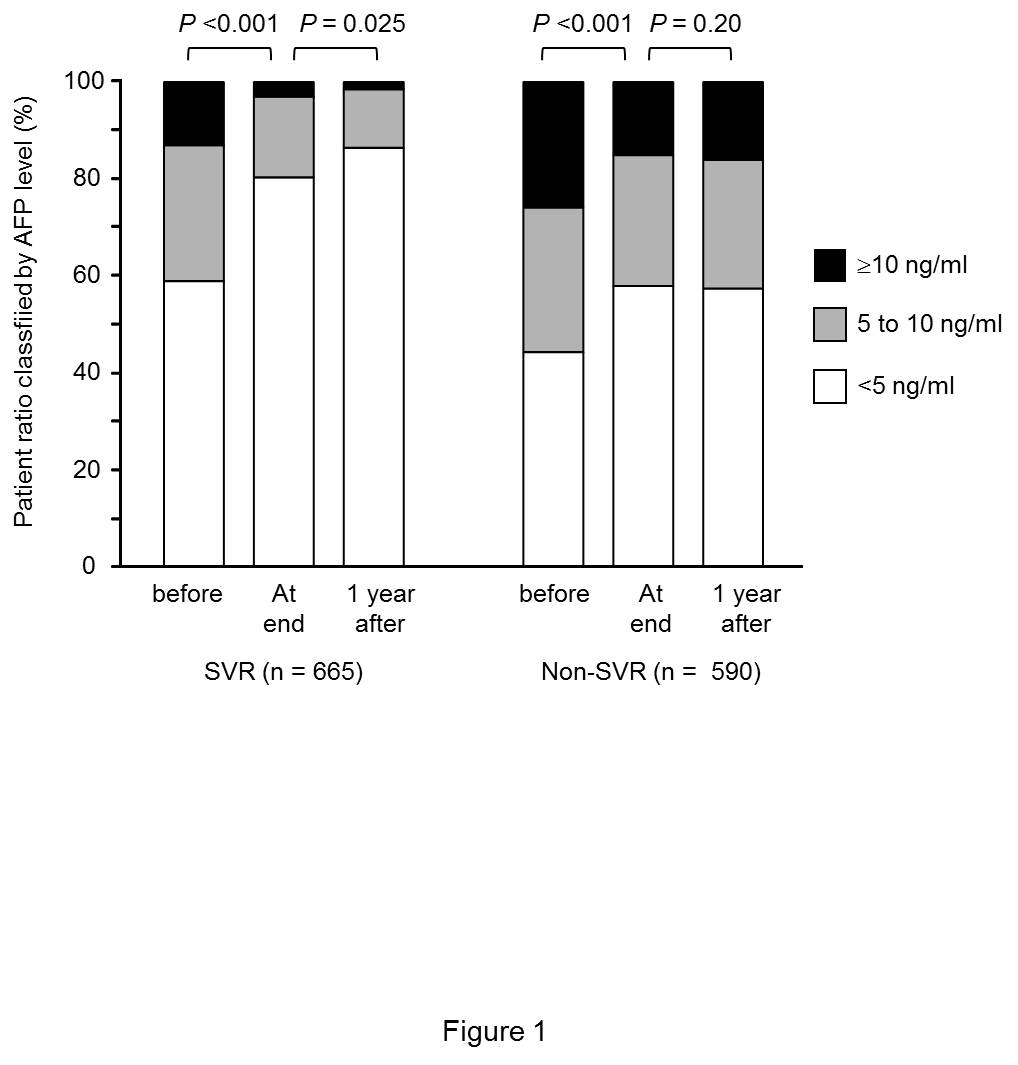 P <0.001 P = 0.025 P <0.001 P = 0.20
Patient ratio classfiied by AFP level (%)
100
80
60
40
20
0
≥10 ng/ml
5 to 10 ng/ml
<5 ng/ml
before At end 1 year after before At end 1 year after
SVR (n = 665) Non-SVR (n = 590)
Figure 1